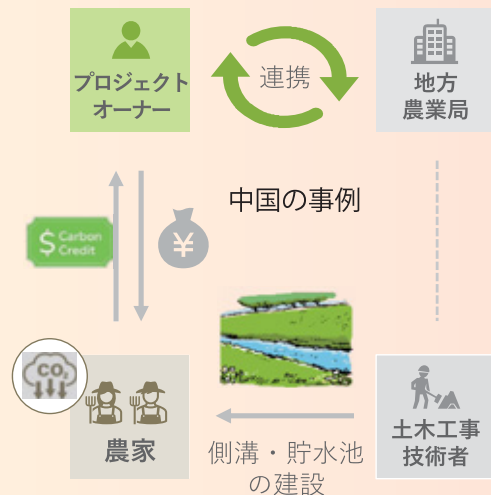 プロジェクト
オーナー
連携
地方
農業局
中国の事例
$ Carbon
Credit
¥
CO₂
農家
側溝・貯水池
の建設
土木工事
技術者